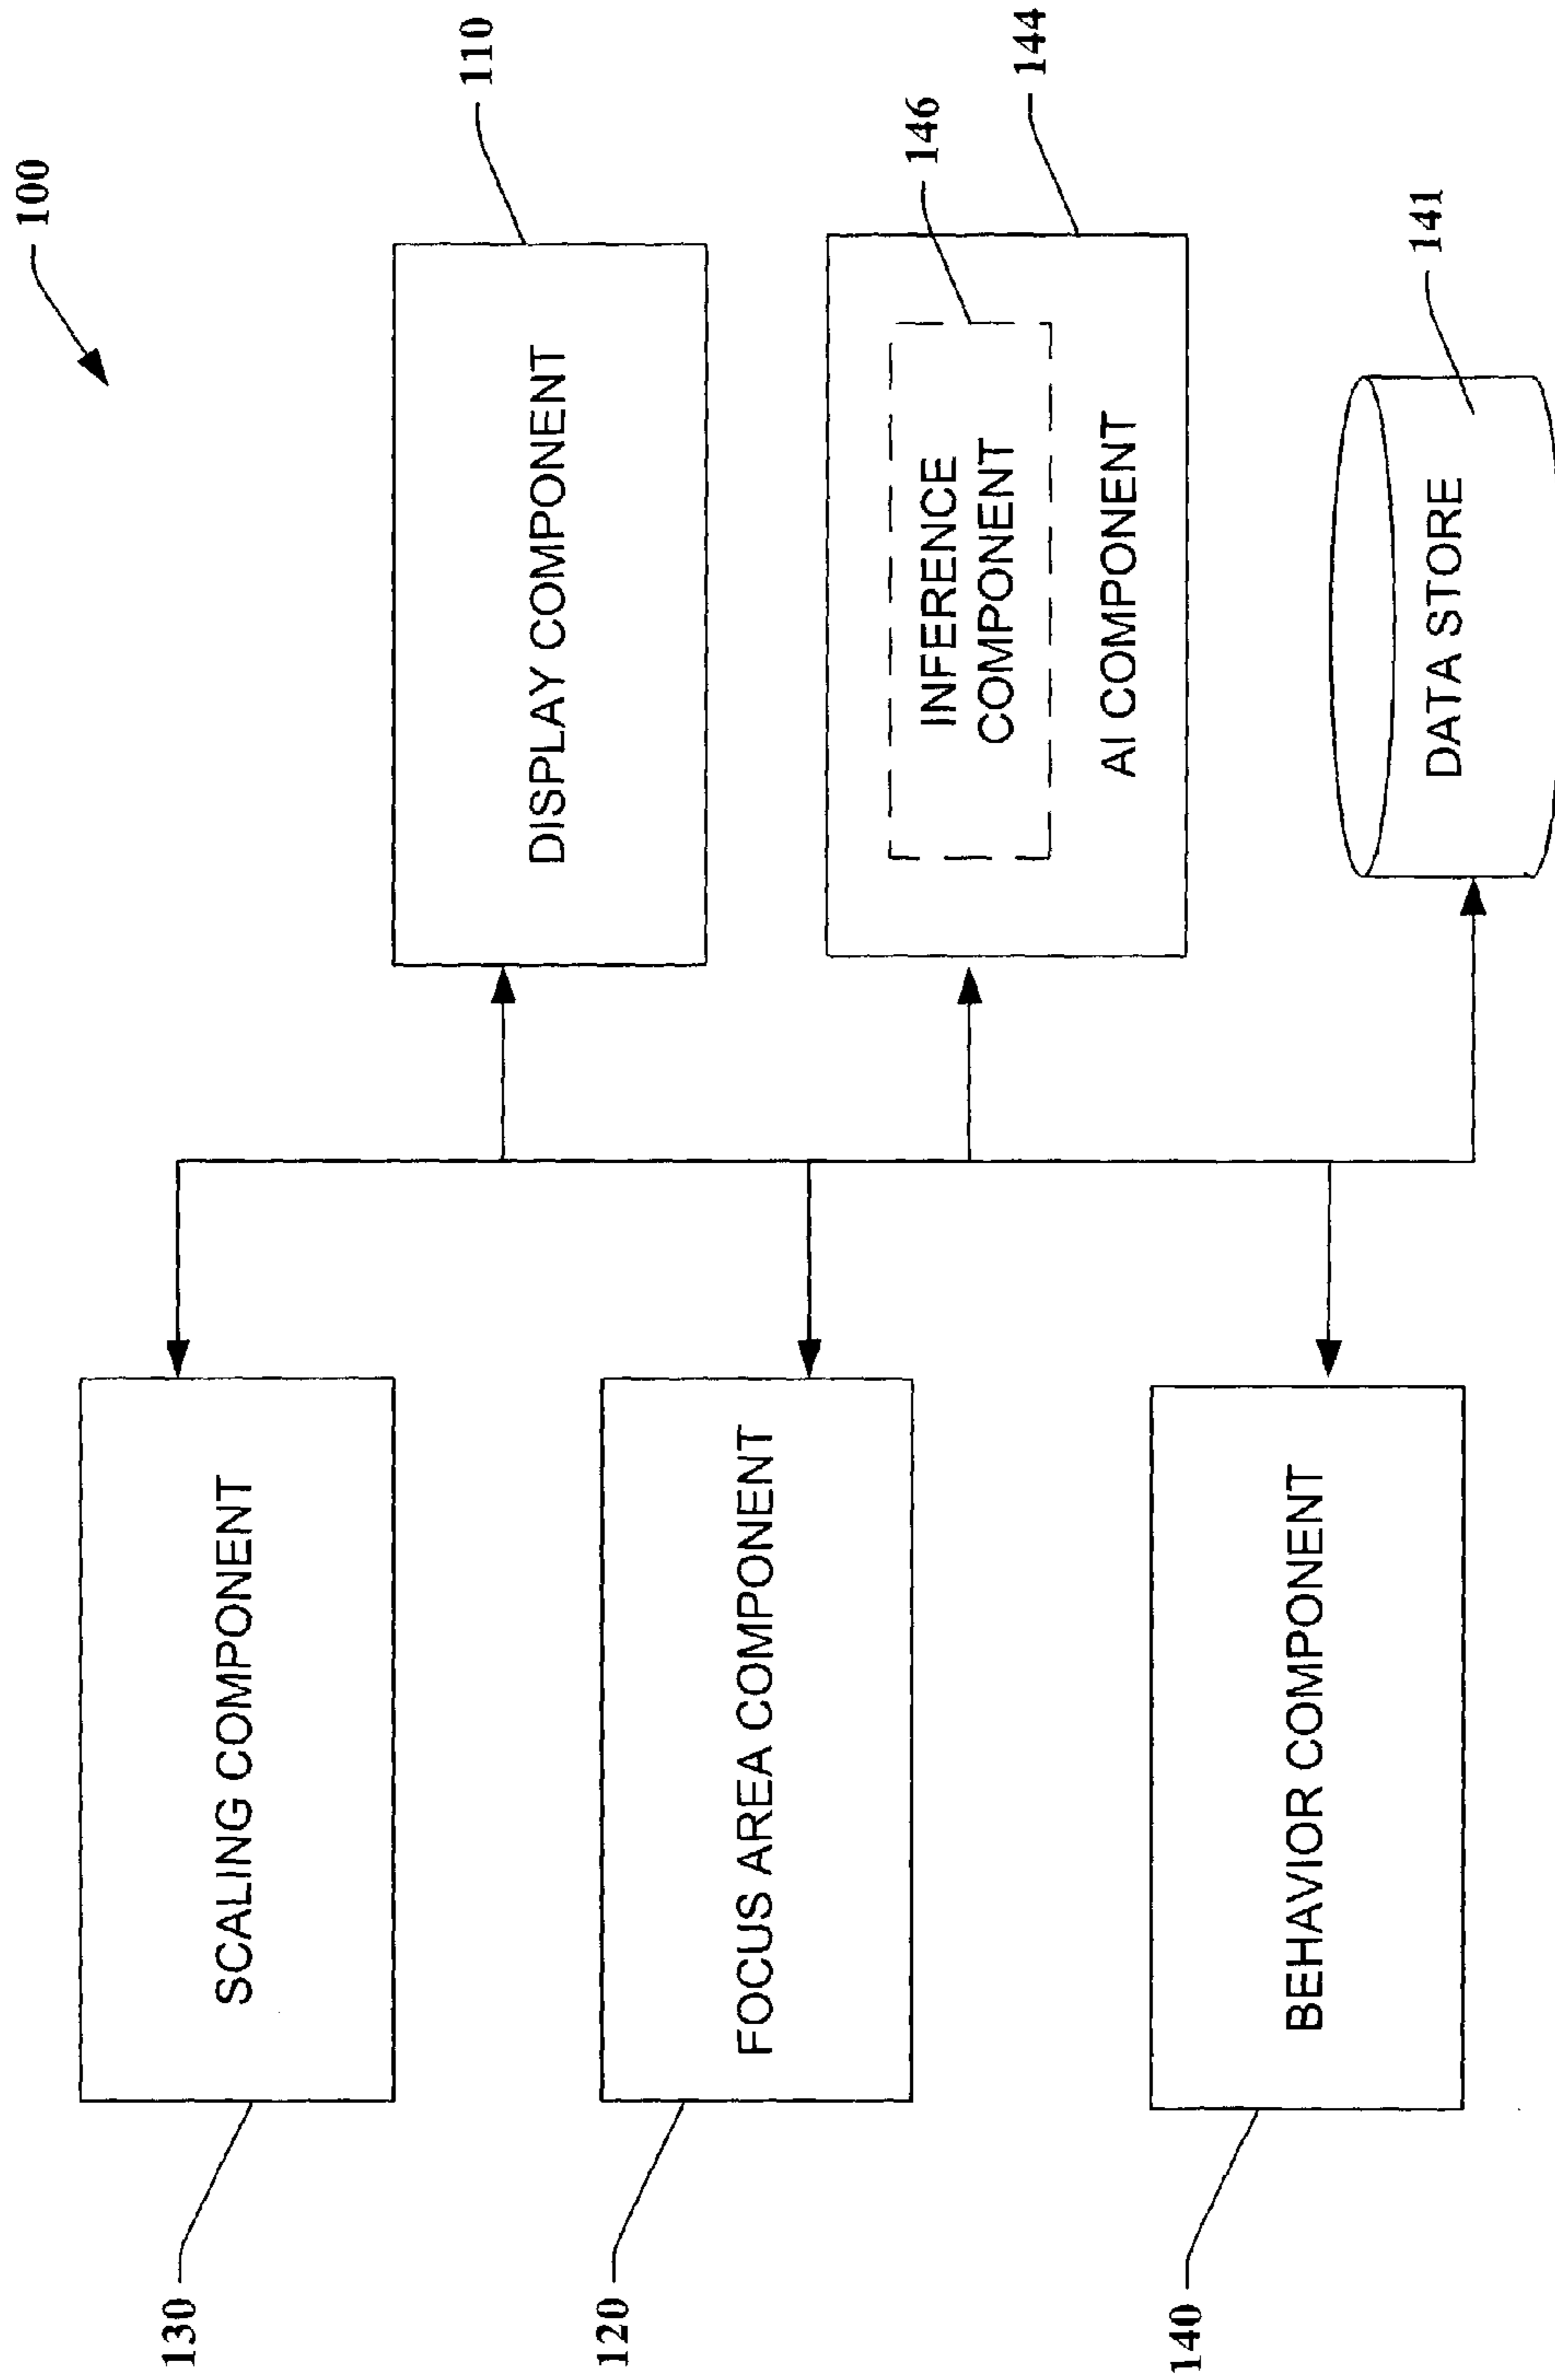 100
130
SCALING COMPONENT
DISPLAY COMPONENT
110
120
FOCUS AREA COMPONENT
INFERENCE
COMPONENT
146
AI COMPONENT
144
140
BEHAVIOR COMPONENT
DATA STORE
141